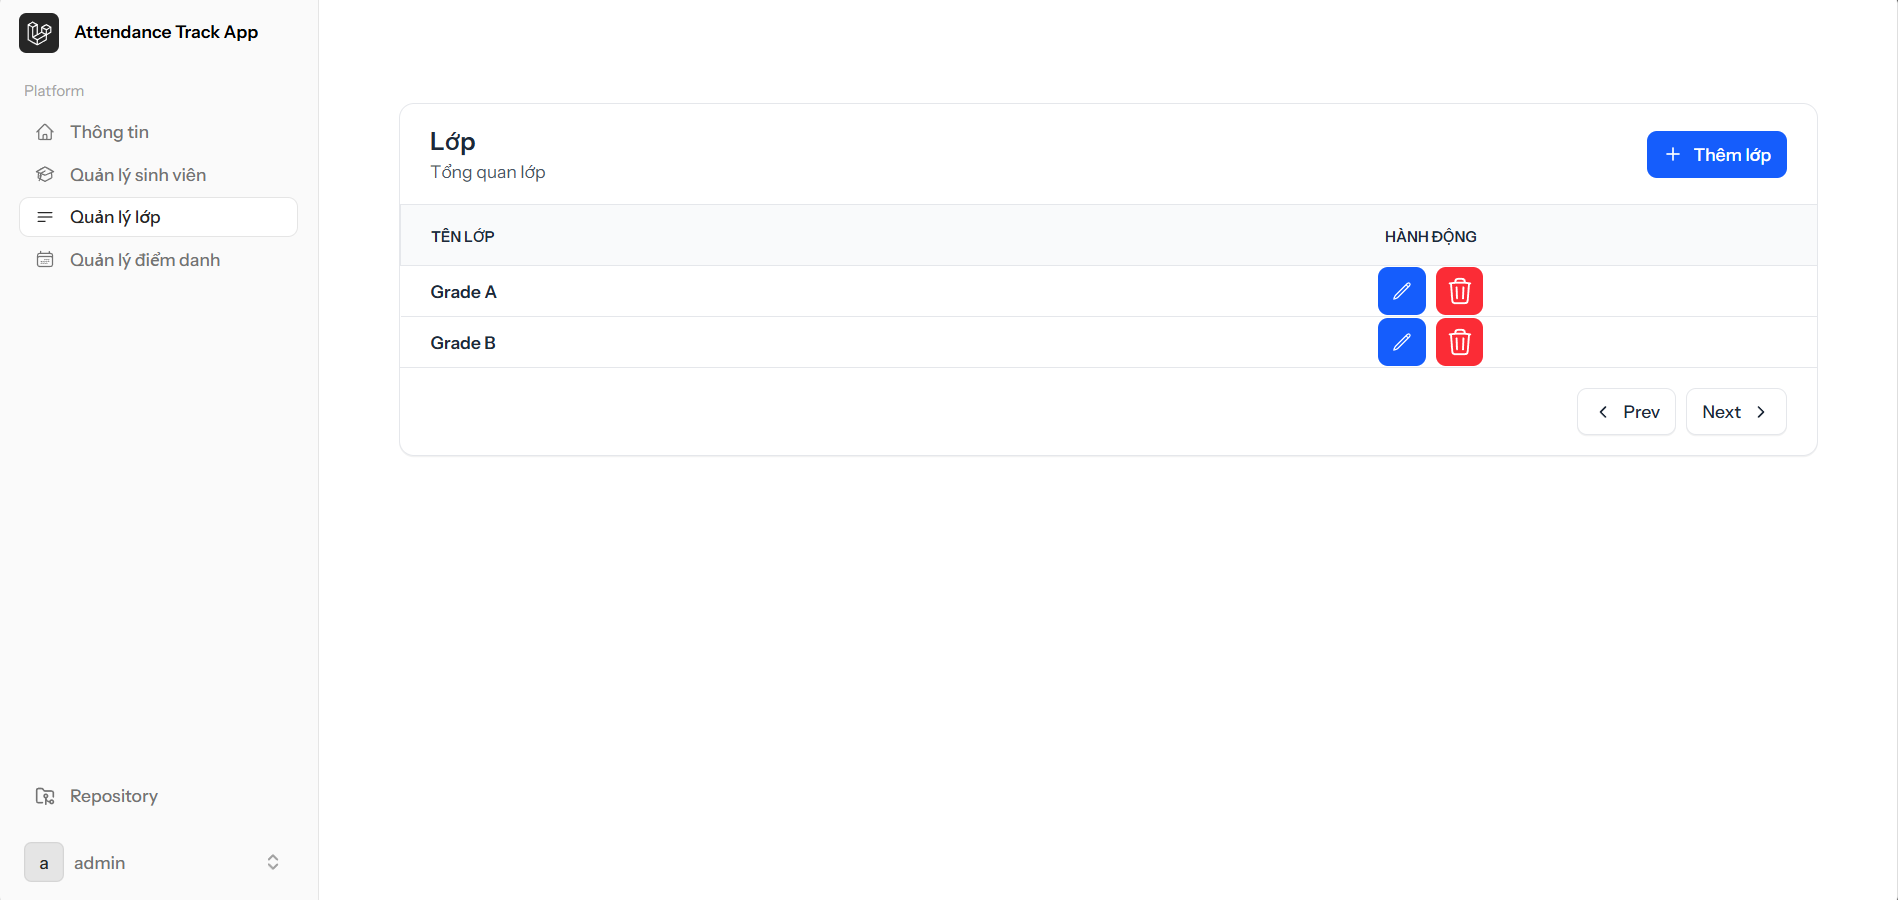 Attendance Track App
Platform
Thông tin
Quản lý sinh viên
Quản lý lớp
Quản lý điểm danh
Repository
a admin
Lớp
Tổng quan lớp
Thêm lớp
TÊN LỚP HÀNH ĐỘNG
Grade A
Grade B
Prev Next